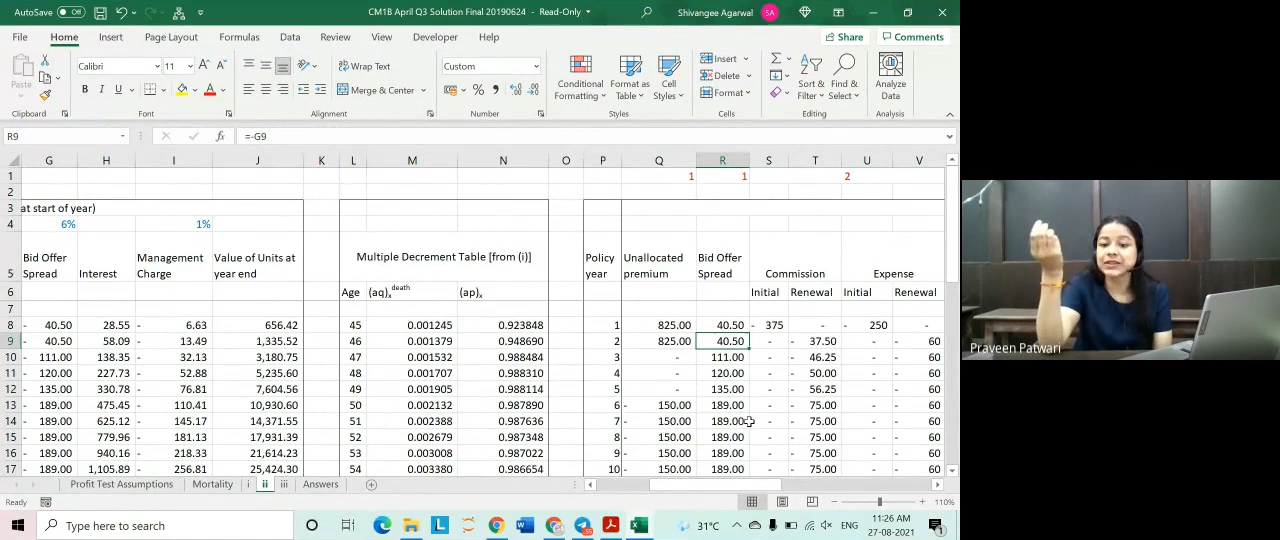 AutoSave Off CM1B April Q3 Solution Final 20190624 - Read-Only Shivangee Agarwal SA
File Home Insert Page Layout Formulas Data Review View Developer Help Share Comments
Calibri 11 Wrap Text Custom Insert
Paste B I U Merge & Center Conditional Formatting Format as Table Cell Styles Delete Format Sort & Filter Find & Select Analyze Data
Clipboard Font Alignment Number Styles Cells Editing Analysis
R9 fx =-G9
G H I J K L M N O P Q R S T U V
1 1 1 2
2
3 at start of year)
4 6% 1%
5 Bid Offer Spread Interest Management Charge Value of Units at year end Multiple Decrement Table [from (i)] Policy year Unallocated premium Bid Offer Spread Commission Expense
6 Age (aq)x death (ap)x Initial Renewal Initial Renewal
7
8 - 40.50 28.55 - 6.63 656.42 45 0.001245 0.923848 1 825.00 40.50 - 375 - - 250 -
9 - 40.50 58.09 - 13.49 1,335.52 46 0.001379 0.948690 2 825.00 40.50 - - 37.50 - - 60
10 - 111.00 138.35 - 32.13 3,170.47 47 0.001532 0.988484 3 - 111.00 - - 46.25 - - 60
11 - 120.00 227.73 - 52.88 5,235.60 48 0.001707 0.988310 4 - 120.00 - - 50.00 - - 60
12 - 135.00 330.78 - 76.81 7,604.56 49 0.001905 0.988114 5 - 135.00 - - 56.25 - - 60
13 - 189.00 475.45 - 110.41 10,930.60 50 0.002132 0.987890 6 - 150.00 189.00 - - 75.00 - - 60
14 - 189.00 625.12 - 145.17 14,371.55 51 0.002388 0.987636 7 - 150.00 189.00 - - 75.00 - - 60
15 - 189.00 779.96 - 181.13 17,931.39 52 0.002679 0.987348 8 - 150.00 189.00 - - 75.00 - - 60
16 - 189.00 940.16 - 218.33 21,614.23 53 0.003008 0.987022 9 - 150.00 189.00 - - 75.00 - - 60
17 - 189.00 1,105.89 - 256.81 25,424.30 54 0.003380 0.986654 10 - 150.00 189.00 - - 75.00 - - 60
Profit Test Assumptions Mortality i ii iii Answers
Ready 110%
Type here to search 31°C ENG 11:26 AM 27-08-2021
Praveen Patwari